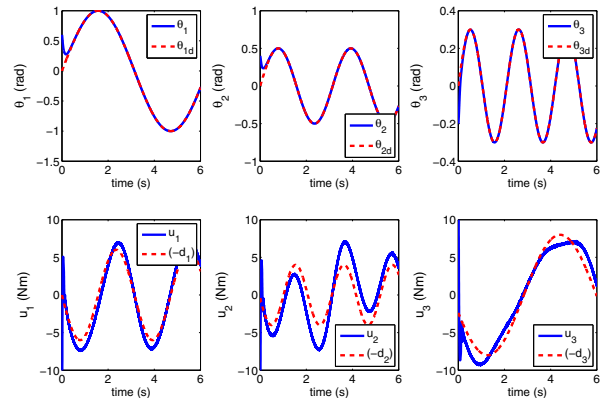 1
0.5
0
-0.5
-1
-1.5
0 2 4 6
time (s)
θ1 (rad)
θ1
θ1d
1
0.5
0
-0.5
-1
0 2 4 6
time (s)
θ2 (rad)
θ2
θ2d
0.4
0.2
0
-0.2
-0.4
0 2 4 6
time (s)
θ3 (rad)
θ3
θ3d
10
5
0
-5
-10
0 2 4 6
time (s)
u1 (Nm)
u1
(-d1)
10
5
0
-5
-10
0 2 4 6
time (s)
u2 (Nm)
u2
(-d2)
10
5
0
-5
-10
0 2 4 6
time (s)
u3 (Nm)
u3
(-d3)